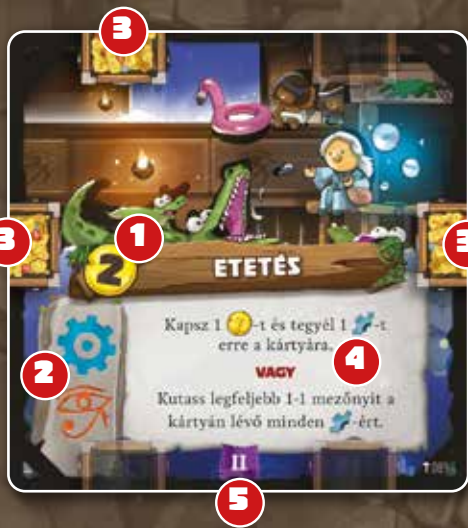 3
3
3
1
2
ETETÉS
Kapsz 1 -t és tegyél 1 -t
erre a kártyára.
4
VAGY
2
Kutass legfeljebb 1-1 mezőnyit a
kártyán lévő minden -ért.
II
5